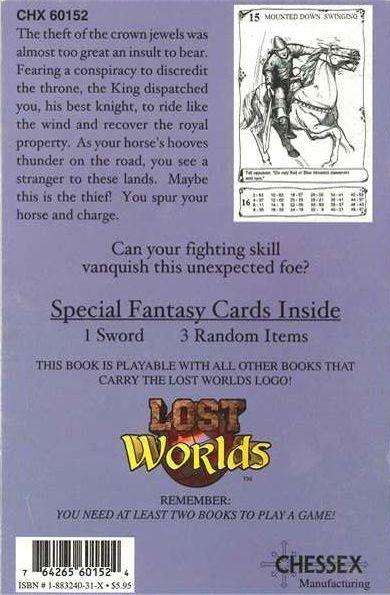 CHX 60152
The theft of the crown jewels was
almost too great an insult to bear.
Fearing a conspiracy to discredit
the throne, the King dispatched
you, his best knight, to ride like
the wind and recover the royal
property. As your horse's hooves
thunder on the road, you see a
stranger to these lands. Maybe
this is the thief! You spur your
horse and charge.
15 MOUNTED DOWN SWINGING
16
Can your fighting skill
vanquish this unexpected foe?
Special Fantasy Cards Inside
1 Sword 3 Random Items
THIS BOOK IS PLAYABLE WITH ALL OTHER BOOKS THAT
CARRY THE LOST WORLDS LOGO!
LOST
WORLDS
TM
REMEMBER:
YOU NEED AT LEAST TWO BOOKS TO PLAY A GAME!
7 64265 60152 4
ISBN # 1-883240-31-X • $5.95
CHESSEX
Manufacturing